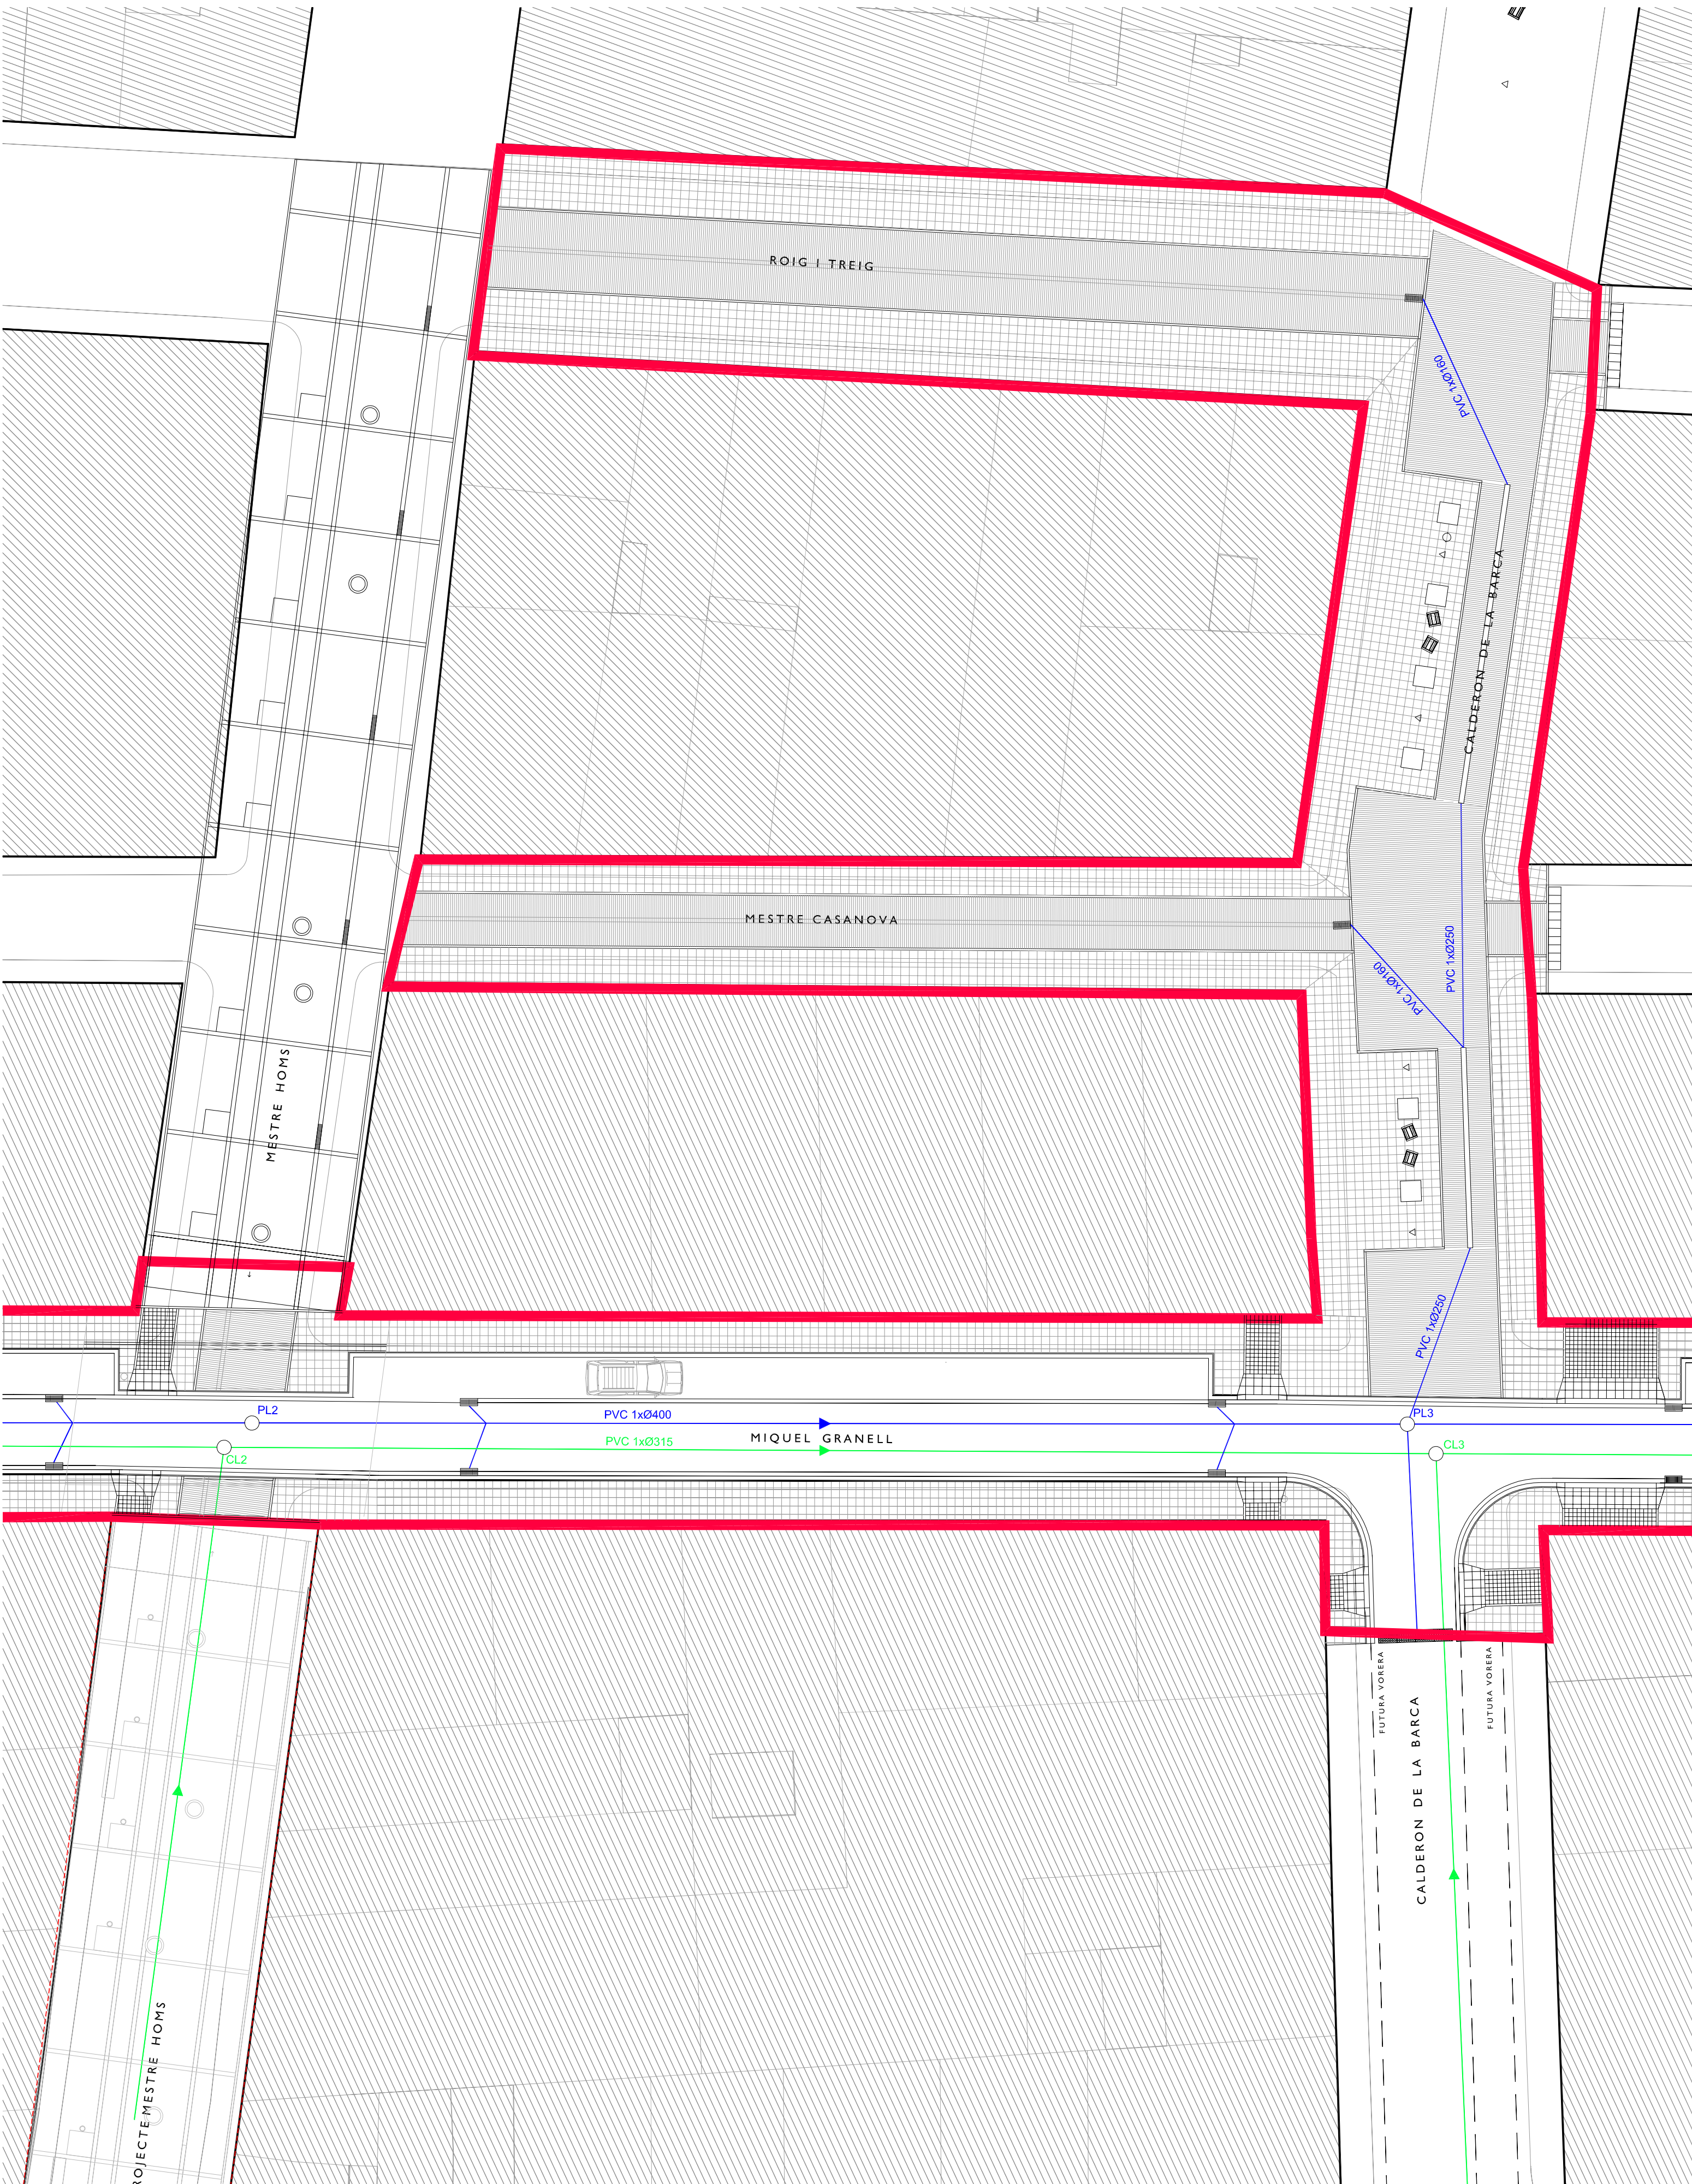 ROIG I TREIG
PVC 1xØ160
CALDERON DE LA BARCA
MESTRE CASANOVA
PVC 1xØ250
PVC 1xØ160
MESTRE HOMS
PVC 1xØ250
PL2
PVC 1xØ400
PL3
MIQUEL GRANELL
PVC 1xØ315
CL2
CL3
FUTURA VORERA
FUTURA VORERA
CALDERON DE LA BARCA
ROJECTE MESTRE HOMS